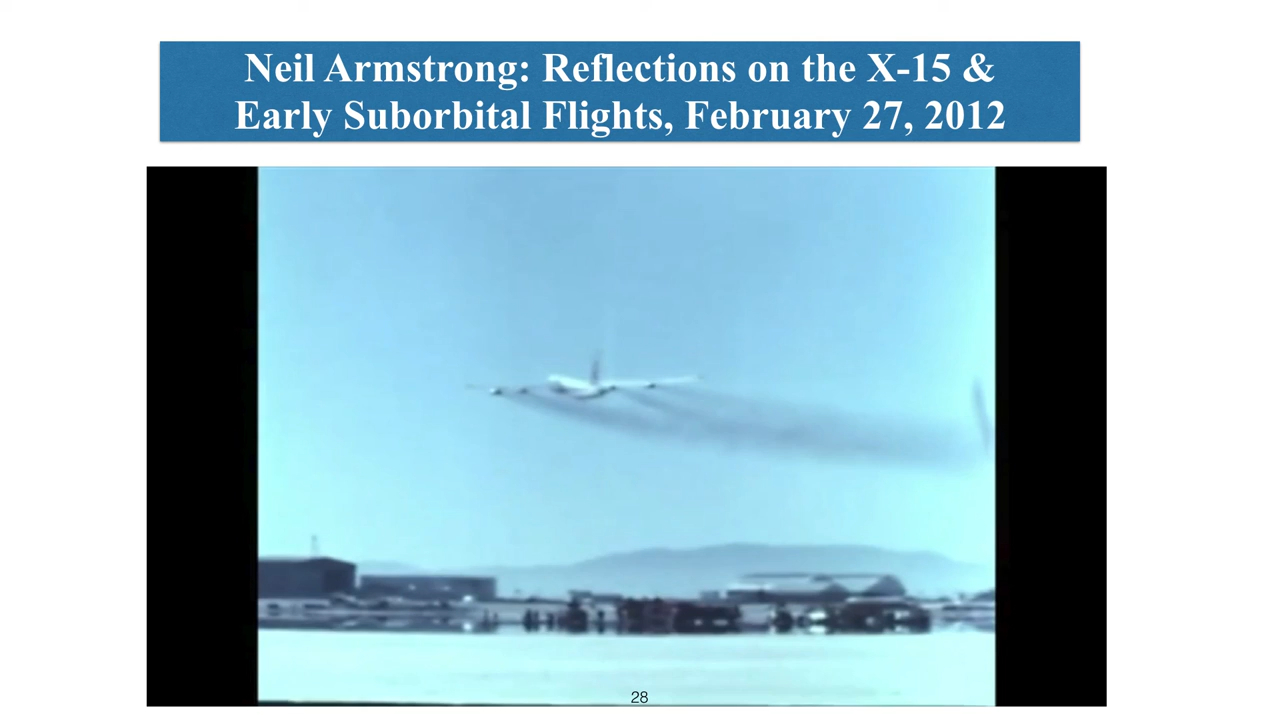 Neil Armstrong: Reflections on the X-15 &
Early Suborbital Flights, February 27, 2012
28